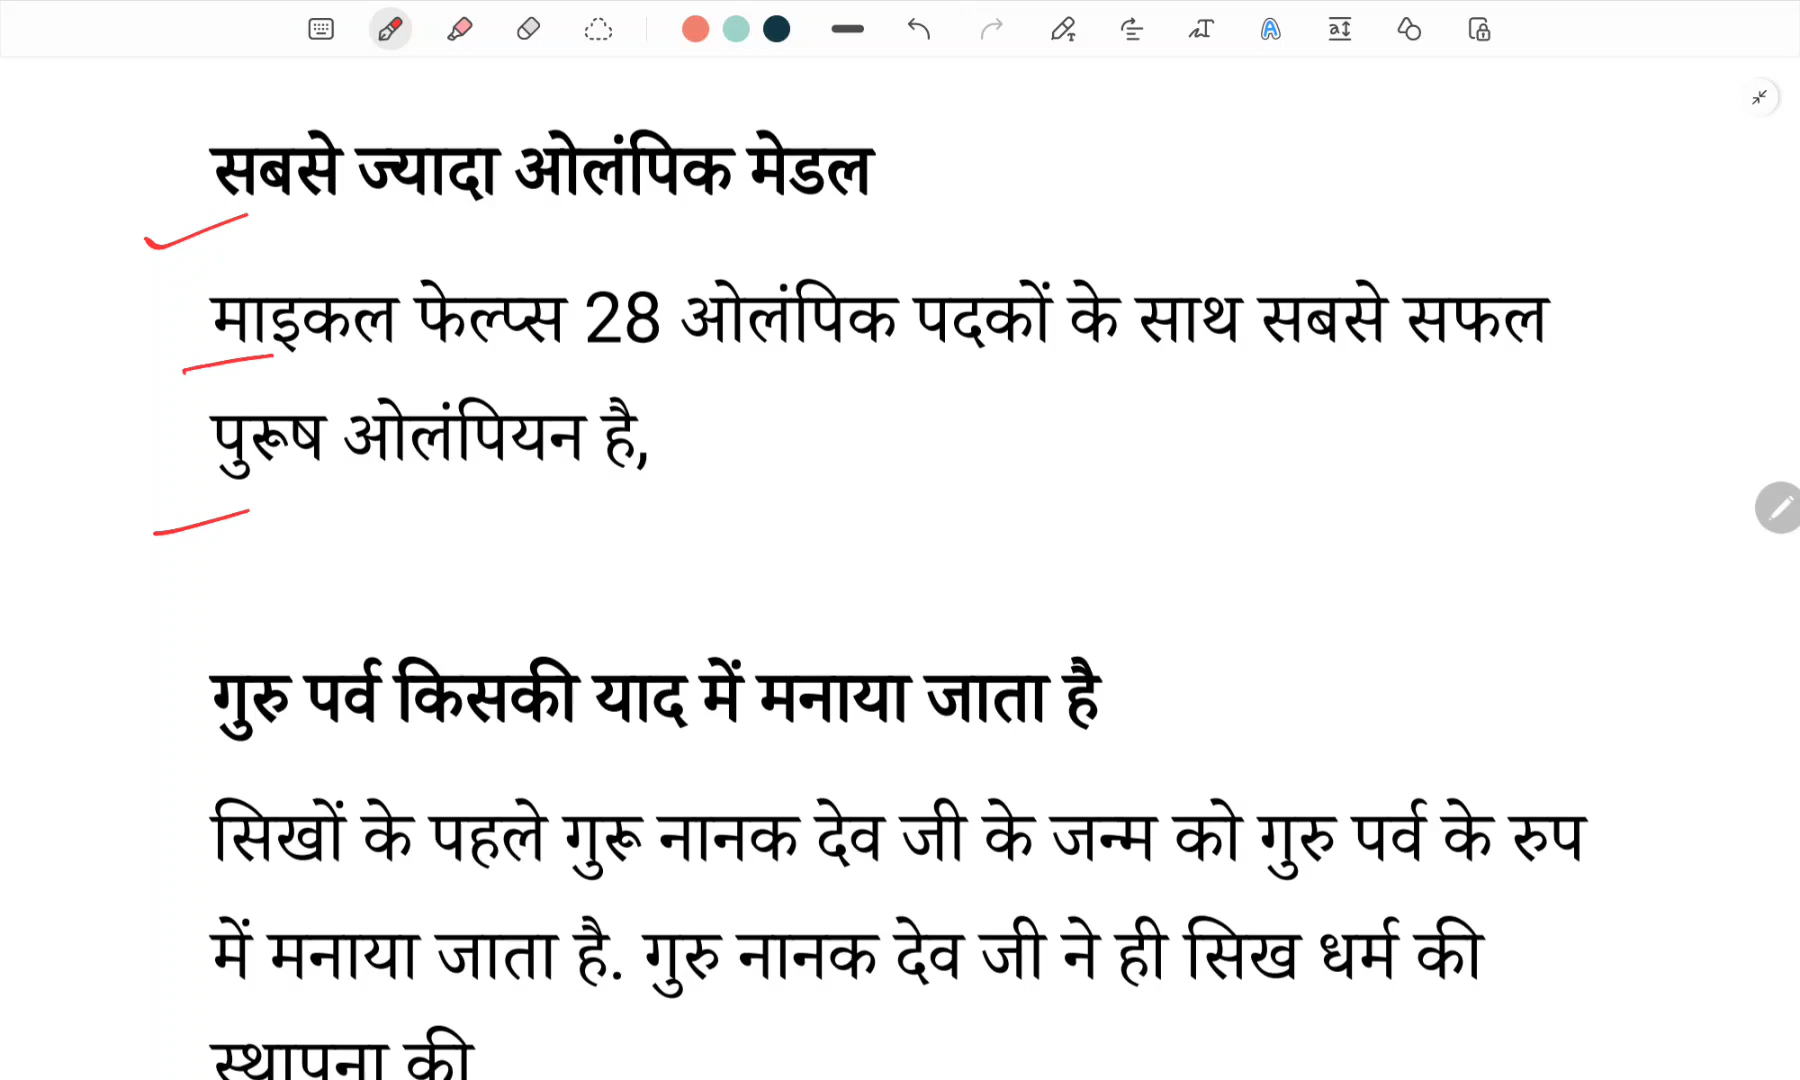 सबसे ज्यादा ओलंपिक मेडल
माइकल फेल्प्स 28 ओलंपिक पदकों के साथ सबसे सफल
पुरूष ओलंपियन है,
गुरु पर्व किसकी याद में मनाया जाता है
सिखों के पहले गुरू नानक देव जी के जन्म को गुरु पर्व के रुप
में मनाया जाता है. गुरु नानक देव जी ने ही सिख धर्म की
स्थापना की